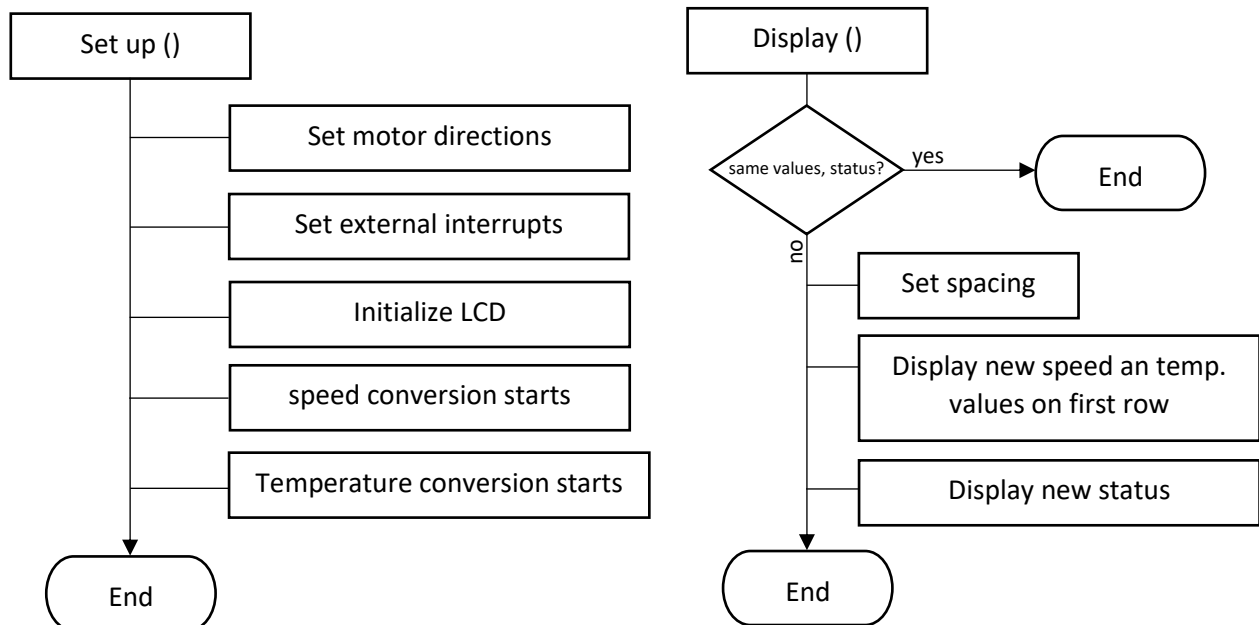 Set up ()
Set motor directions
Set external interrupts
Initialize LCD
speed conversion starts
Temperature conversion starts
End
Display ()
same values, status?
yes
End
no
Set spacing
Display new speed an temp.
values on first row
Display new status
End